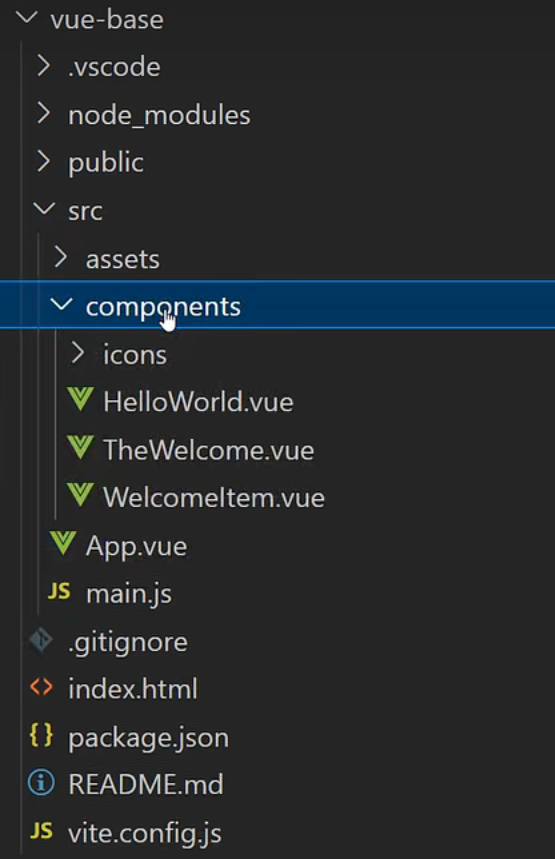 vue-base
.vscode
node_modules
public
src
assets
components
icons
HelloWorld.vue
TheWelcome.vue
WelcomeItem.vue
App.vue
JS main.js
.gitignore
<> index.html
{} package.json
README.md
JS vite.config.js